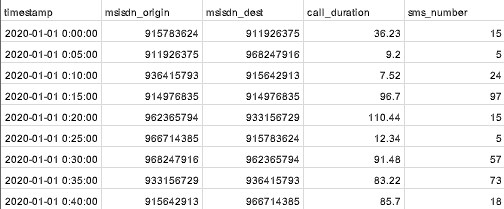 timestamp msisdn_origin msisdn_dest call_duration sms_number
2020-01-01 0:00:00 915783624 911926375 36.23 15
2020-01-01 0:05:00 911926375 968247916 9.2 5
2020-01-01 0:10:00 936415793 915642913 7.52 24
2020-01-01 0:15:00 914976835 914976835 96.7 97
2020-01-01 0:20:00 962365794 933156729 110.44 15
2020-01-01 0:25:00 966714385 915783624 12.34 5
2020-01-01 0:30:00 968247916 962365794 91.48 57
2020-01-01 0:35:00 933156729 936415793 83.22 73
2020-01-01 0:40:00 915642913 966714385 85.7 18